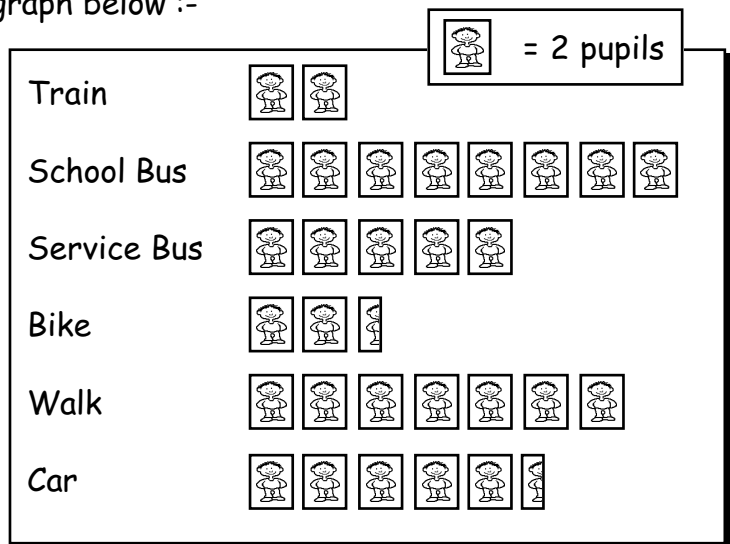 graph below :-
= 2 pupils
Train
School Bus
Service Bus
Bike
Walk
Car